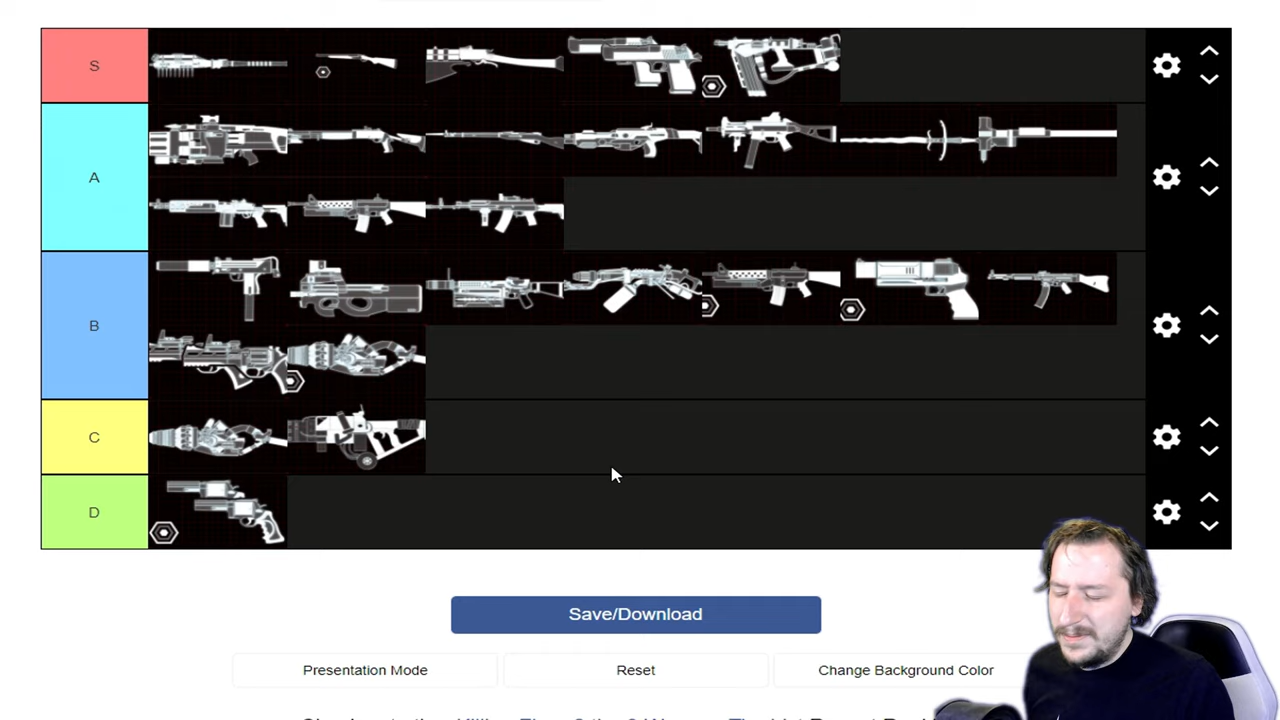 S
A
B
C
D
Save/Download
Presentation Mode
Reset
Change Background Color